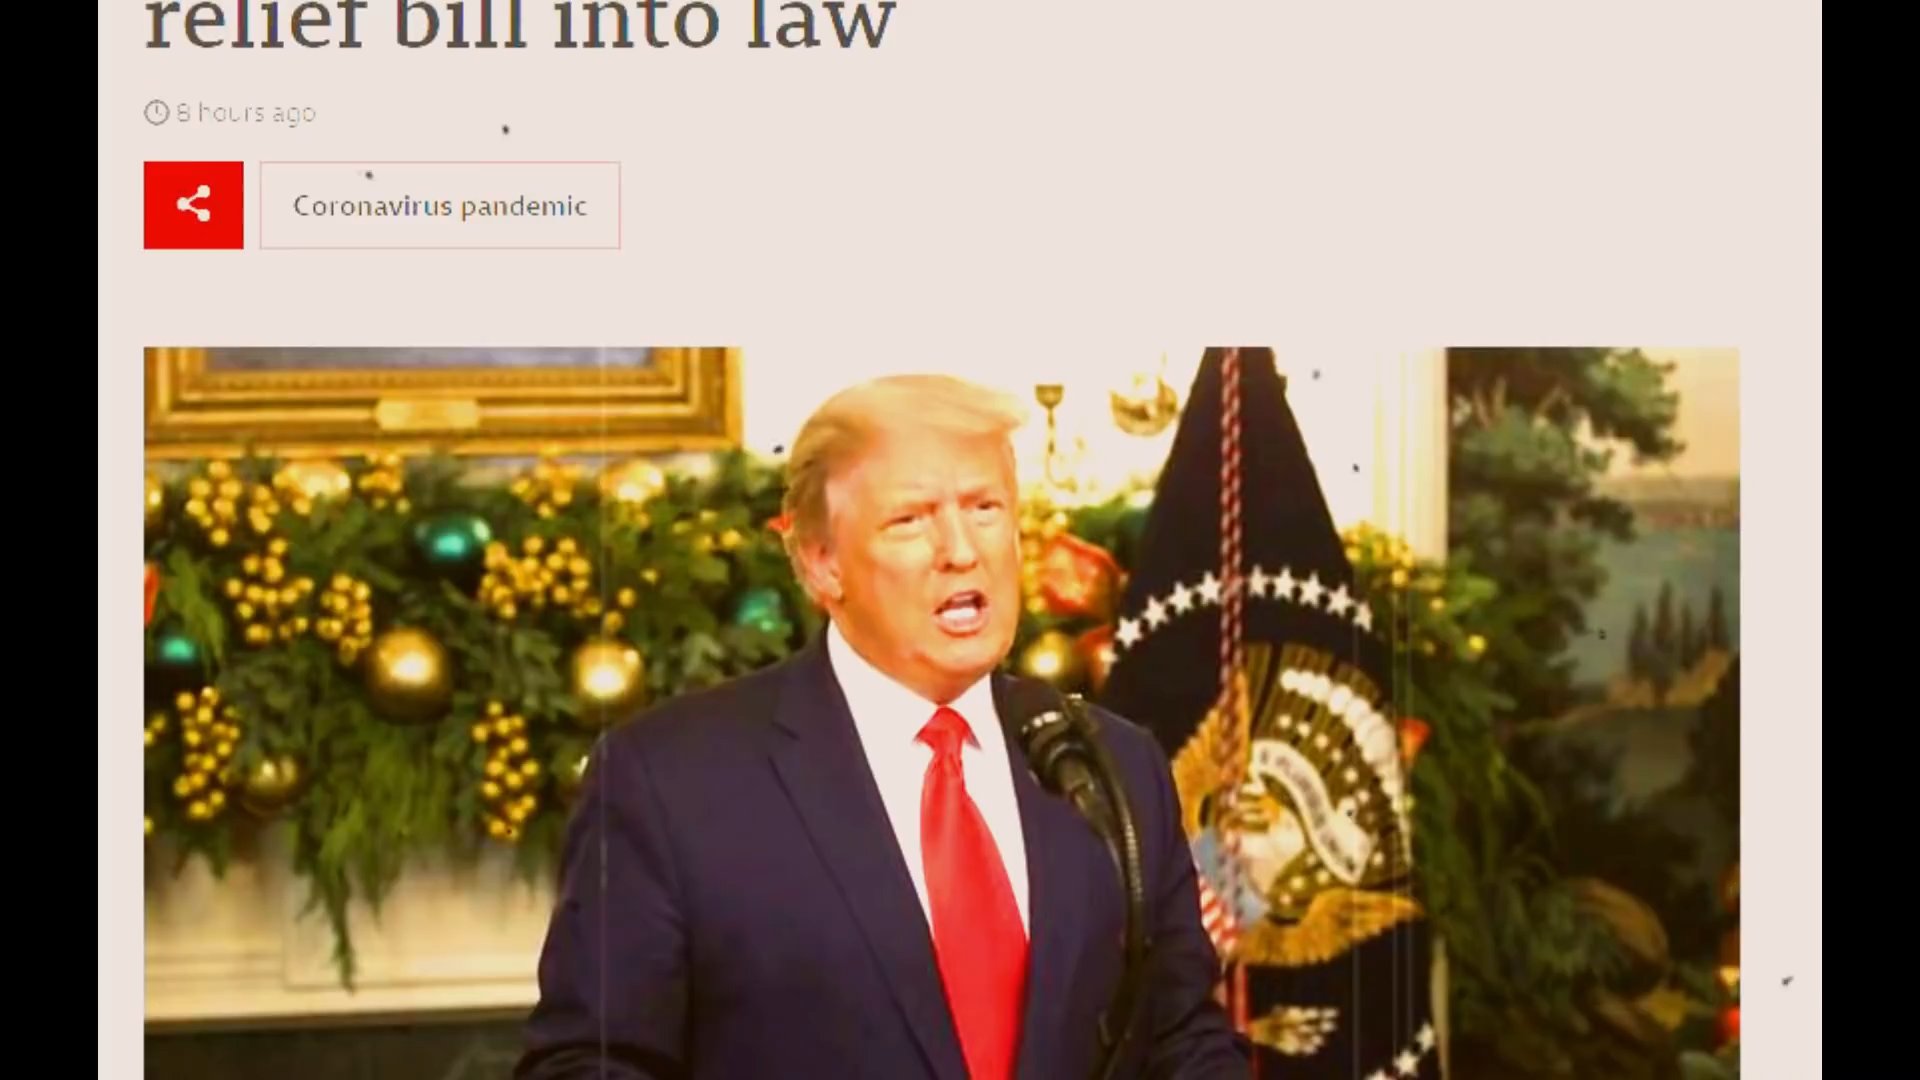 relief bill into law
8 hours ago
Coronavirus pandemic